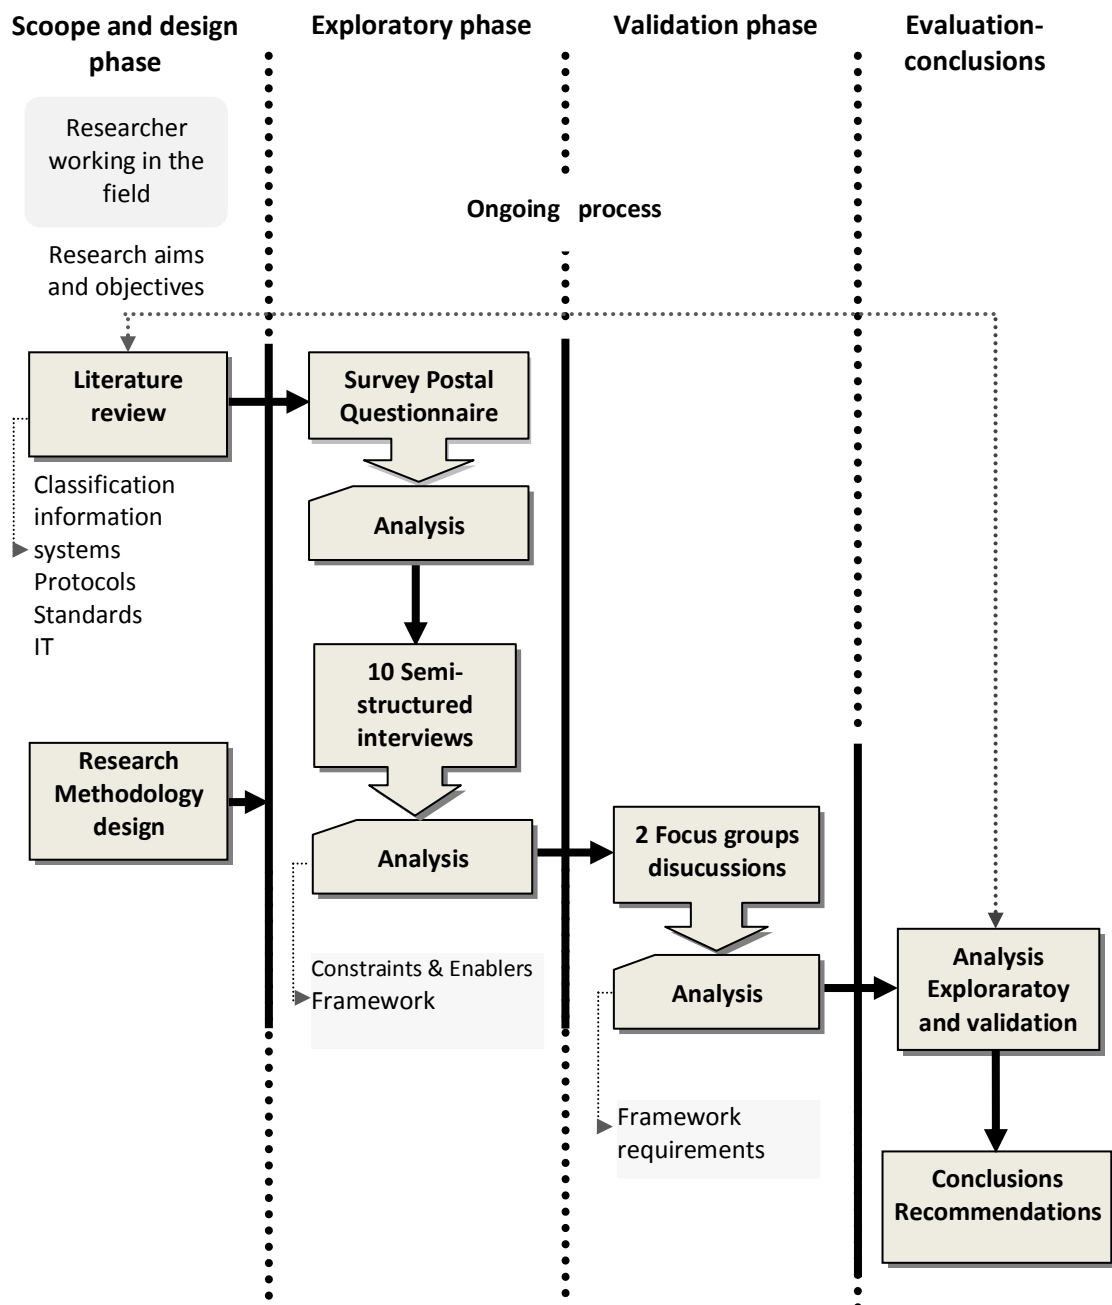 Scoope and design
phase
Exploratory phase
Validation phase
Evaluation-
conclusions
Researcher
working in the
field
Ongoing process
Research aims
and objectives
Literature
review
Survey Postal
Questionnaire
Classification
information
systems
Protocols
Standards
IT
Analysis
10 Semi-
structured
interviews
Research
Methodology
design
Analysis
2 Focus groups
disucussions
Constraints & Enablers
Framework
Analysis
Analysis
Exploraratoy
and validation
Framework
requirements
Conclusions
Recommendations